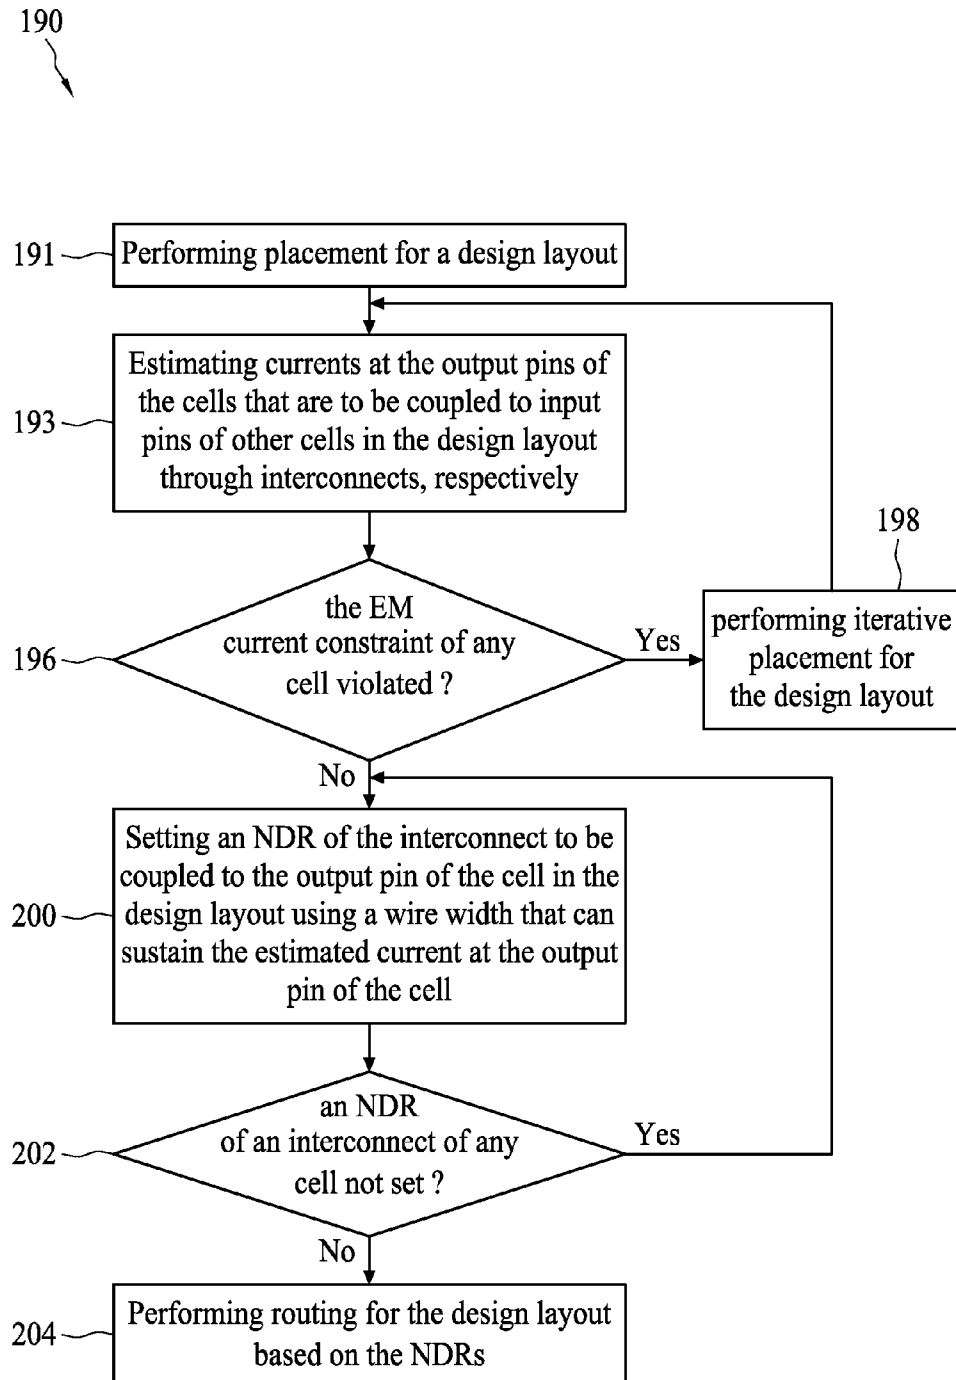 190
191
Performing placement for a design layout
193
Estimating currents at the output pins of
the cells that are to be coupled to input
pins of other cells in the design layout
through interconnects, respectively
196
the EM
current constraint of any
cell violated ?
Yes
198
performing iterative
placement for
the design layout
No
200
Setting an NDR of the interconnect to be
coupled to the output pin of the cell in the
design layout using a wire width that can
sustain the estimated current at the output
pin of the cell
202
an NDR
of an interconnect of any
cell not set ?
Yes
No
204
Performing routing for the design layout
based on the NDRs